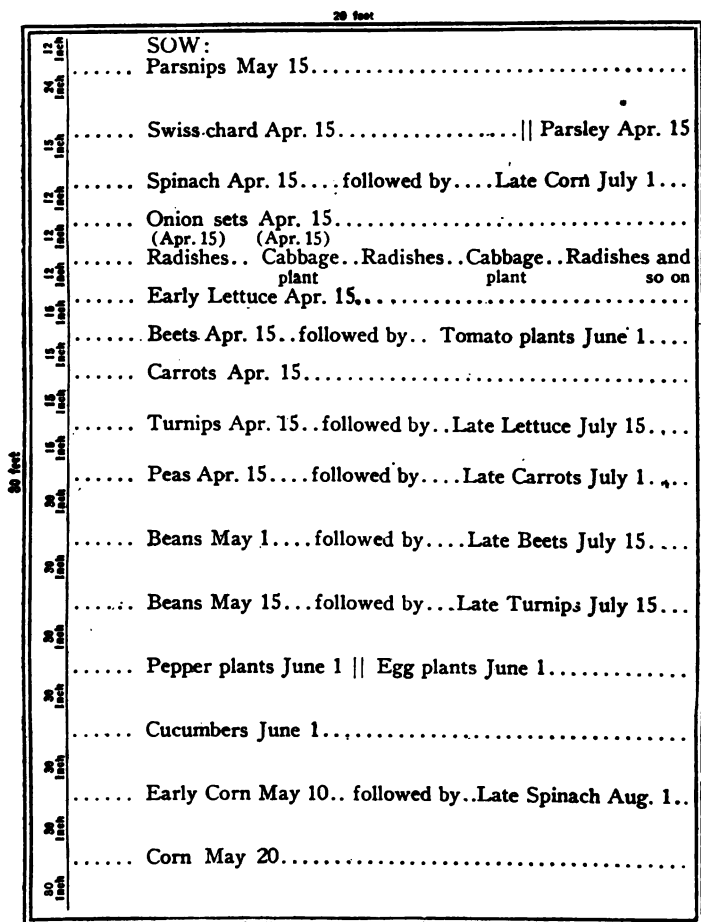 20 feet
SOW:
12 Inch
...... Parsnips May 15......................................
24 Inch
...... Swiss chard Apr. 15..................|| Parsley Apr. 15
15 Inch
...... Spinach Apr. 15....followed by....Late Corn July 1...
12 Inch
...... Onion sets Apr. 15....................................
12 Inch
(Apr. 15) (Apr. 15)
...... Radishes.. Cabbage..Radishes..Cabbage..Radishes and
plant plant so on
12 Inch
...... Early Lettuce Apr. 15..................................
15 Inch
...... Beets Apr. 15..followed by.. Tomato plants June 1....
15 Inch
...... Carrots Apr. 15.......................................
15 Inch
...... Turnips Apr. 15..followed by..Late Lettuce July 15....
15 Inch
30 feet
...... Peas Apr. 15....followed by....Late Carrots July 1....
30 Inch
...... Beans May 1....followed by....Late Beets July 15....
30 Inch
...... Beans May 15...followed by...Late Turnips July 15...
30 Inch
...... Pepper plants June 1 || Egg plants June 1.............
30 Inch
...... Cucumbers June 1......................................
30 Inch
...... Early Corn May 10.. followed by..Late Spinach Aug. 1..
30 Inch
...... Corn May 20..........................................
30 Inch